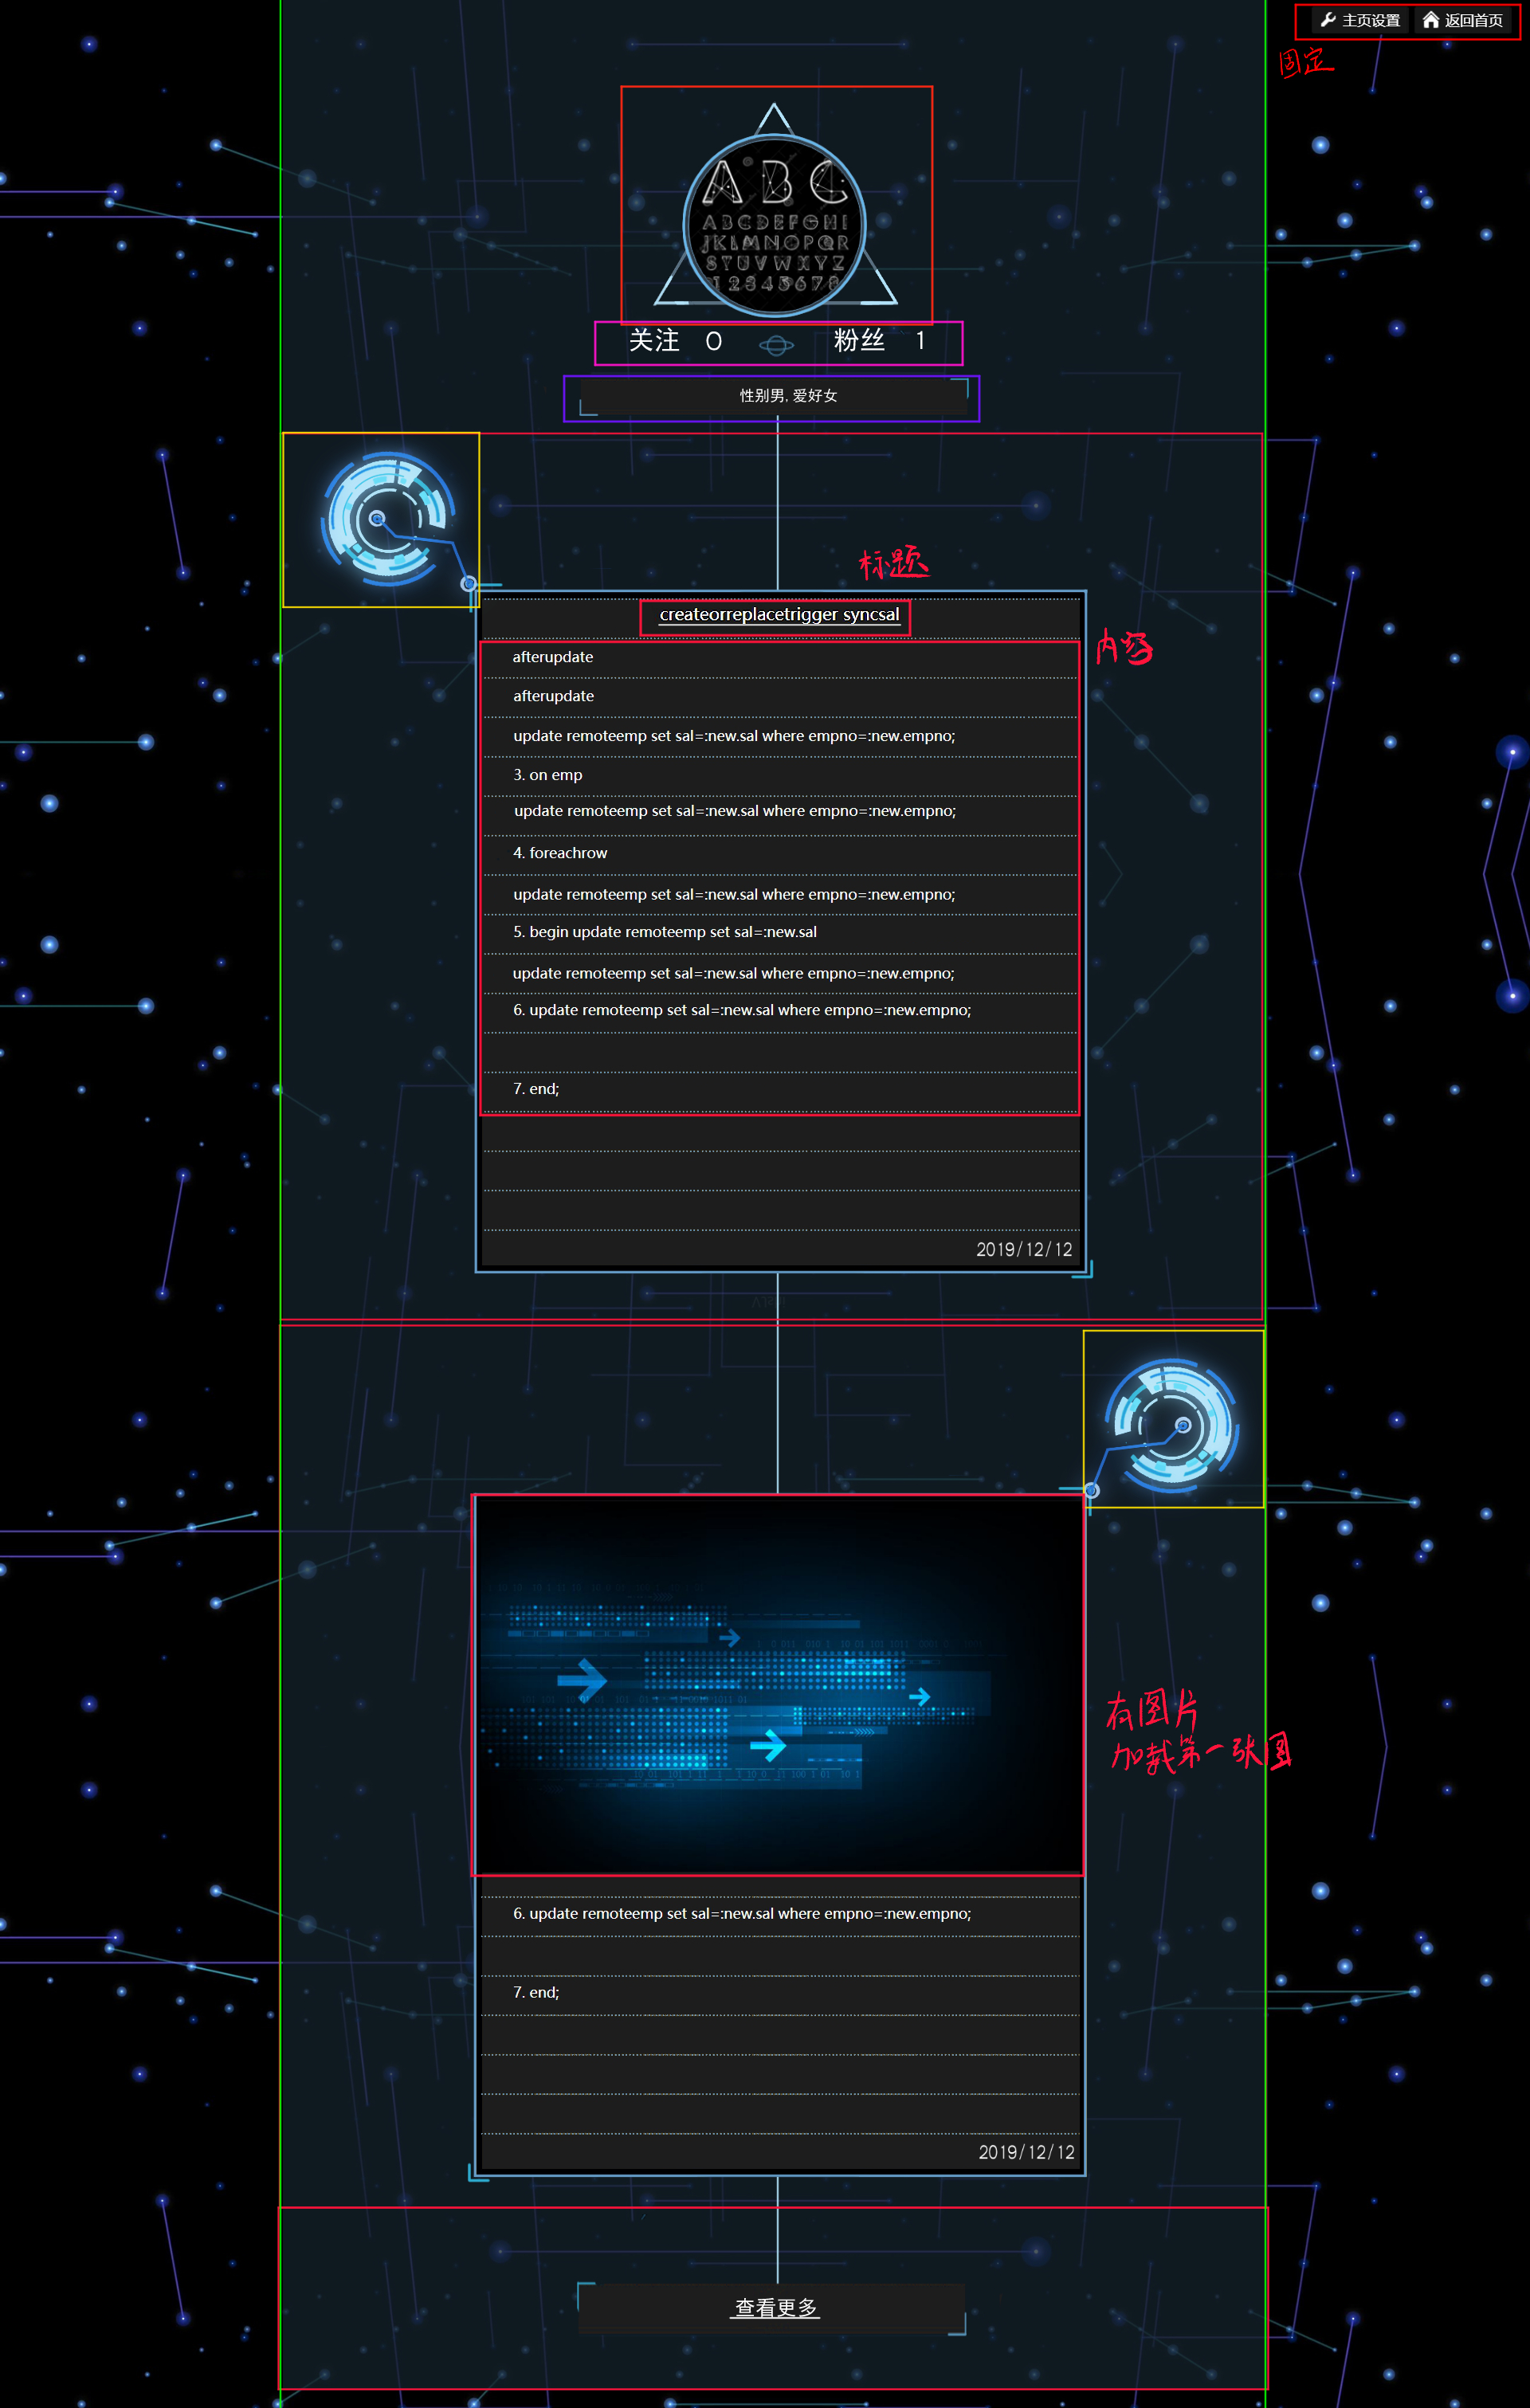 主页设置 返回首页
固定
A B C
ABCDEFGHI
JKLMNOPQR
STUVWXYZ
12345678
关注 0 粉丝 1
性别男, 爱好女
标题
createorreplacetrigger syncsal
内容
afterupdate
afterupdate
update remoteemp set sal=:new.sal where empno=:new.empno;
3. on emp
update remoteemp set sal=:new.sal where empno=:new.empno;
4. foreachrow
update remoteemp set sal=:new.sal where empno=:new.empno;
5. begin update remoteemp set sal=:new.sal
update remoteemp set sal=:new.sal where empno=:new.empno;
6. update remoteemp set sal=:new.sal where empno=:new.empno;
7. end;
2019/12/12
有图片
加载第一张图
6. update remoteemp set sal=:new.sal where empno=:new.empno;
7. end;
2019/12/12
查看更多